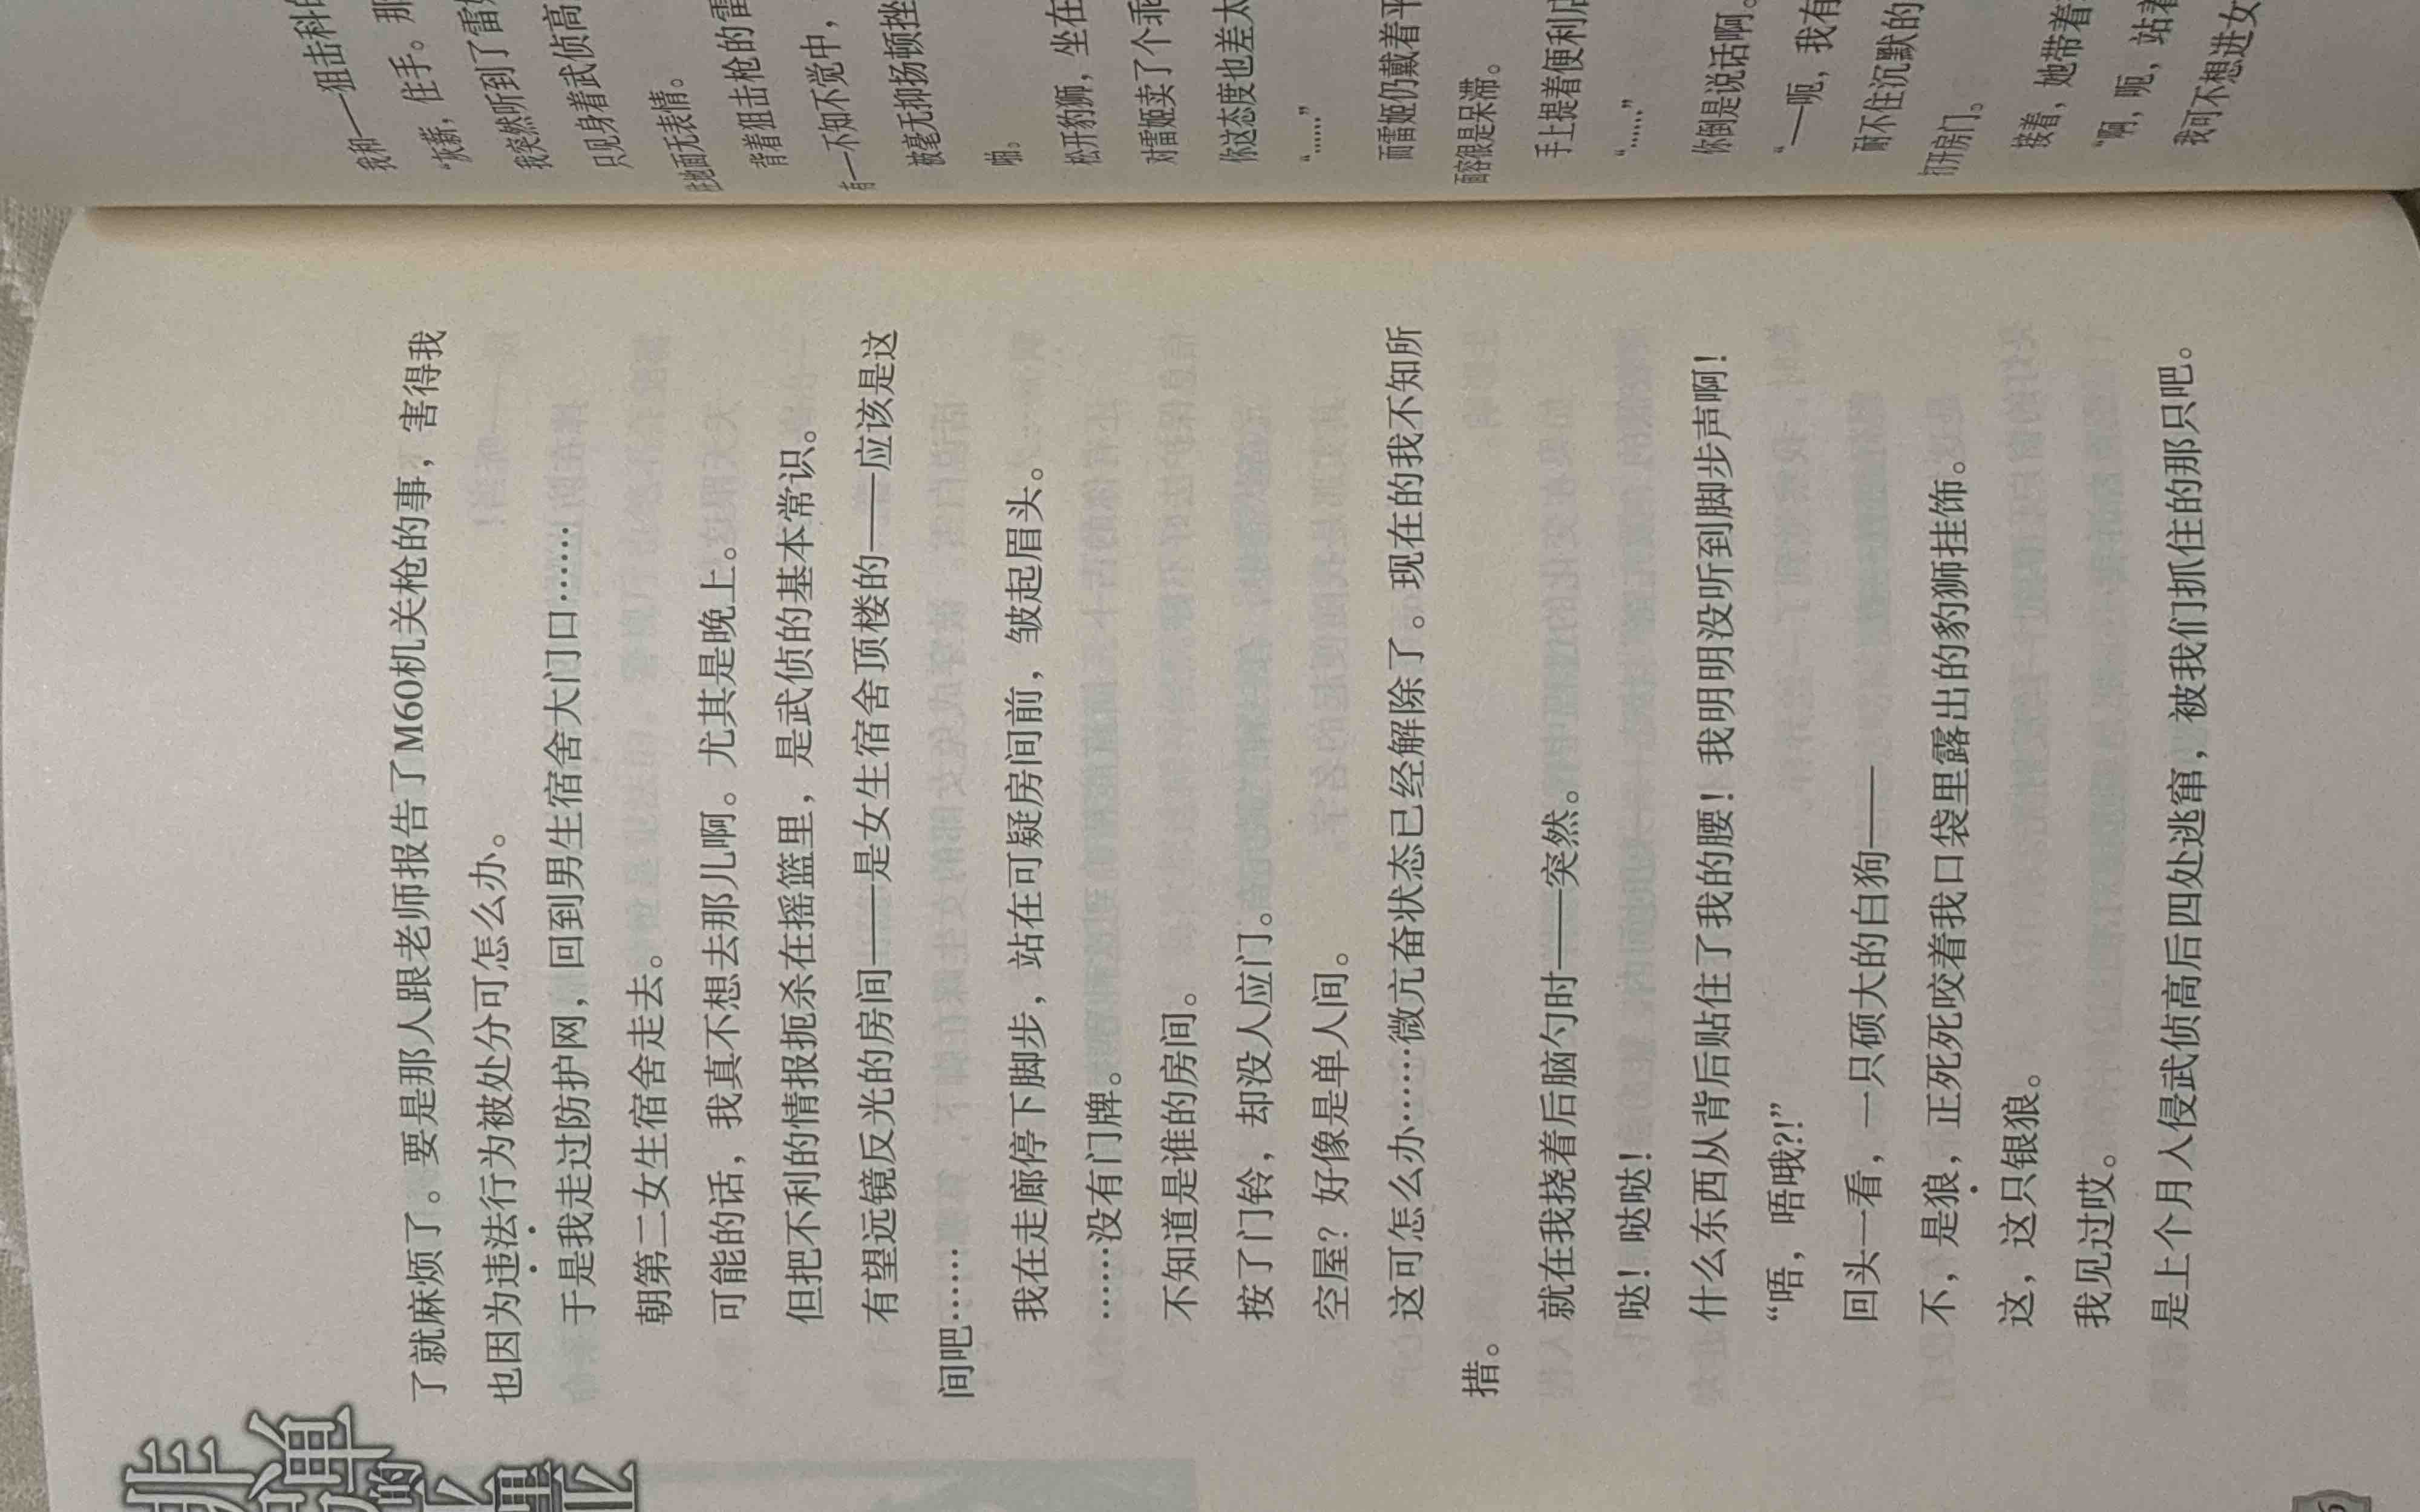 非弹的亚里亚
了就麻烦了。要是那人跟老师报告了M60机关枪的事，害得我
也因为违法行为被处分可怎么办。
于是我走过防护网，回到男生宿舍大门口……
朝第二女生宿舍走去。
可能的话，我真不想去那儿啊。尤其是晚上。
但把不利的情报扼杀在摇篮里，是武侦的基本常识。
有望远镜反光的房间——是女生宿舍顶楼的——应该是这
间吧……
我在走廊停下脚步，站在可疑房间前，皱起眉头。
……没有门牌。
不知道是谁的房间。
按了门铃，却没人应门。
空屋？好像是单人间。
这可怎么办……微亢奋状态已经解除了。现在的我不知所
措。
就在我挠着后脑勺时——突然。
哒！哒哒！
什么东西从背后贴住了我的腰！我明明没听到脚步声啊！
“唔，唔哦?!”
回头一看，一只硕大的白狗——
不，是狼，正死死咬着我口袋里露出的豹狮挂饰。
这，这只银狼。
我见过哎。
是上个月入侵武侦高后四处逃窜，被我们抓住的那只吧。
6
我和——狙击科的
“灰薪，住手。那
我突然听到了雷姬
只见身着武侦高
地面无表情。
背着狙击枪的雷
有—不知不觉中，
被毫无抑扬顿挫
啪。
松开豹狮，坐在
对雷姬卖了个乖
你这态度也差太
“……”
而雷姬仍戴着平
面容很是呆滞。
手上提着便利店
“……”
你倒是说话啊。
“—呃，我有
耐不住沉默的
打开房门。
接着，她带着
“啊，呃，站着
我可不想进女